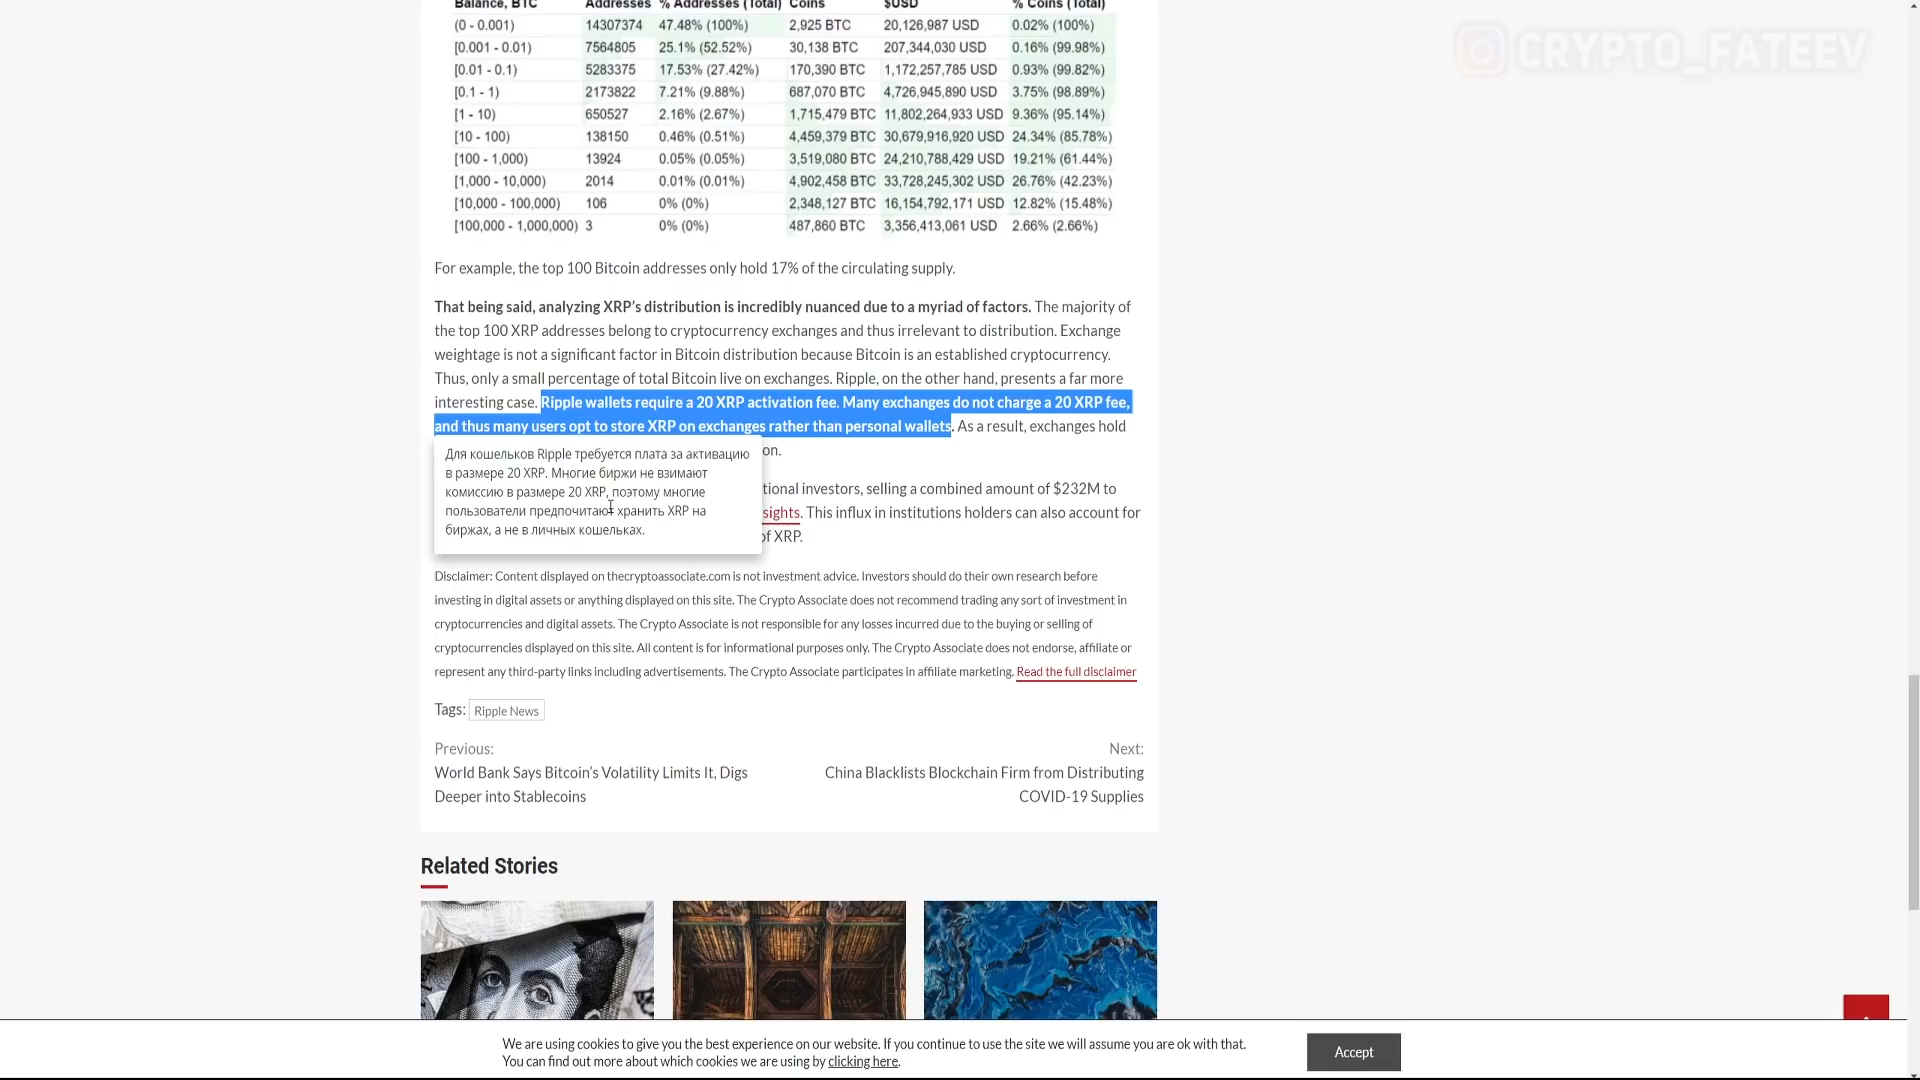 Balance, BTC Addresses % Addresses (Total) Coins $USD % Coins (Total)
(0 - 0.001) 14307374 47.48% (100%) 2,925 BTC 20,126,987 USD 0.02% (100%)
[0.001 - 0.01) 7564805 25.1% (52.52%) 30,138 BTC 207,344,030 USD 0.16% (99.98%)
[0.01 - 0.1) 5283375 17.53% (27.42%) 170,390 BTC 1,172,257,785 USD 0.93% (99.82%)
[0.1 - 1) 2173822 7.21% (9.88%) 687,070 BTC 4,726,945,890 USD 3.75% (98.89%)
[1 - 10) 650527 2.16% (2.67%) 1,715,479 BTC 11,802,264,933 USD 9.36% (95.14%)
[10 - 100) 138150 0.46% (0.51%) 4,459,379 BTC 30,679,916,920 USD 24.34% (85.78%)
[100 - 1,000) 13924 0.05% (0.05%) 3,519,080 BTC 24,210,788,429 USD 19.21% (61.44%)
[1,000 - 10,000) 2014 0.01% (0.01%) 4,902,458 BTC 33,728,245,302 USD 26.76% (42.23%)
[10,000 - 100,000) 106 0% (0%) 2,348,127 BTC 16,154,792,171 USD 12.82% (15.48%)
[100,000 - 1,000,000) 3 0% (0%) 487,860 BTC 3,356,413,061 USD 2.66% (2.66%)
CRYPTO_FATEEV
For example, the top 100 Bitcoin addresses only hold 17% of the circulating supply.
That being said, analyzing XRP’s distribution is incredibly nuanced due to a myriad of factors. The majority of
the top 100 XRP addresses belong to cryptocurrency exchanges and thus irrelevant to distribution. Exchange
weightage is not a significant factor in Bitcoin distribution because Bitcoin is an established cryptocurrency.
Thus, only a small percentage of total Bitcoin live on exchanges. Ripple, on the other hand, presents a far more
interesting case. Ripple wallets require a 20 XRP activation fee. Many exchanges do not charge a 20 XRP fee,
and thus many users opt to store XRP on exchanges rather than personal wallets. As a result, exchanges hold
on.
tional investors, selling a combined amount of $232M to
sights. This influx in institutions holders can also account for
of XRP.
Для кошельков Ripple требуется плата за активацию
в размере 20 XRP. Многие биржи не взимают
комиссию в размере 20 XRP, поэтому многие
пользователи предпочитают хранить XRP на
биржах, а не в личных кошельках.
Disclaimer: Content displayed on thecryptoassociate.com is not investment advice. Investors should do their own research before
investing in digital assets or anything displayed on this site. The Crypto Associate does not recommend trading any sort of investment in
cryptocurrencies and digital assets. The Crypto Associate is not responsible for any losses incurred due to the buying or selling of
cryptocurrencies displayed on this site. All content is for informational purposes only. The Crypto Associate does not endorse, affiliate or
represent any third-party links including advertisements. The Crypto Associate participates in affiliate marketing. Read the full disclaimer
Tags: Ripple News
Previous:
World Bank Says Bitcoin’s Volatility Limits It, Digs
Deeper into Stablecoins
Next:
China Blacklists Blockchain Firm from Distributing
COVID-19 Supplies
Related Stories
We are using cookies to give you the best experience on our website. If you continue to use the site we will assume you are ok with that.
You can find out more about which cookies we are using by clicking here.
Accept